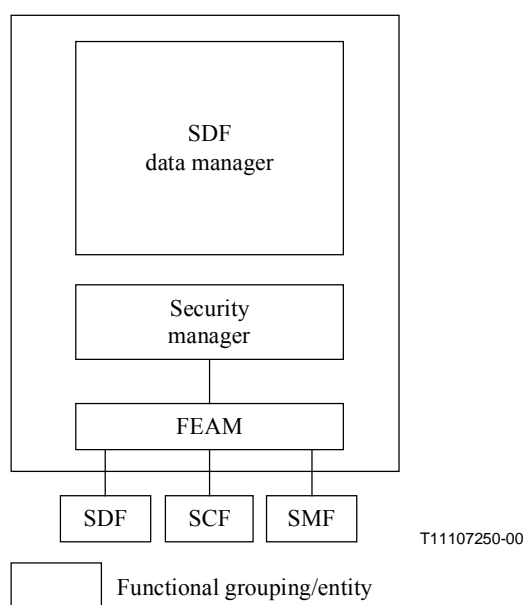 SDF
data manager
Security
manager
FEAM
SDF SCF SMF
T11107250-00
Functional grouping/entity